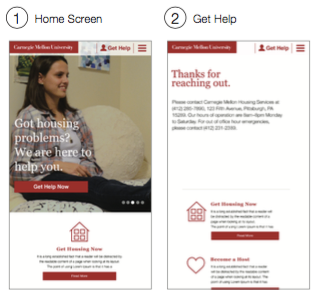 1 Home Screen
2 Get Help
Carnegie Mellon University
Get Help
Got housing
problems?
We are here to
help you.
Get Help Now
Get Housing Now
It is a long established fact that a reader will
be distracted by the
readable content of a page when looking at its layout.
The point of using Lorem Ipsum is that it has a.
Read More
Carnegie Mellon University
Get Help
Thanks for
reaching out.
Please contact Carnegie Mellon Housing Services at
(412)
123 Fifth Avenue, Pittsburgh, PA
15289. Our hours of operation are 9am-5pm Monday
to Saturday. For out of office hour-emergencies,
please contact (412)
Get Housing Now
It is a long established fact that a reader
will be distracted by the readable content
of a page when looking at its layout.
The point of using Lorem Ipsum is that it has a.
Read More
Become a Host
It is a long established fact that a reader
will be distracted by the readable content
of a page when looking at its layout.
The point of using Lorem Ipsum is that it has a.